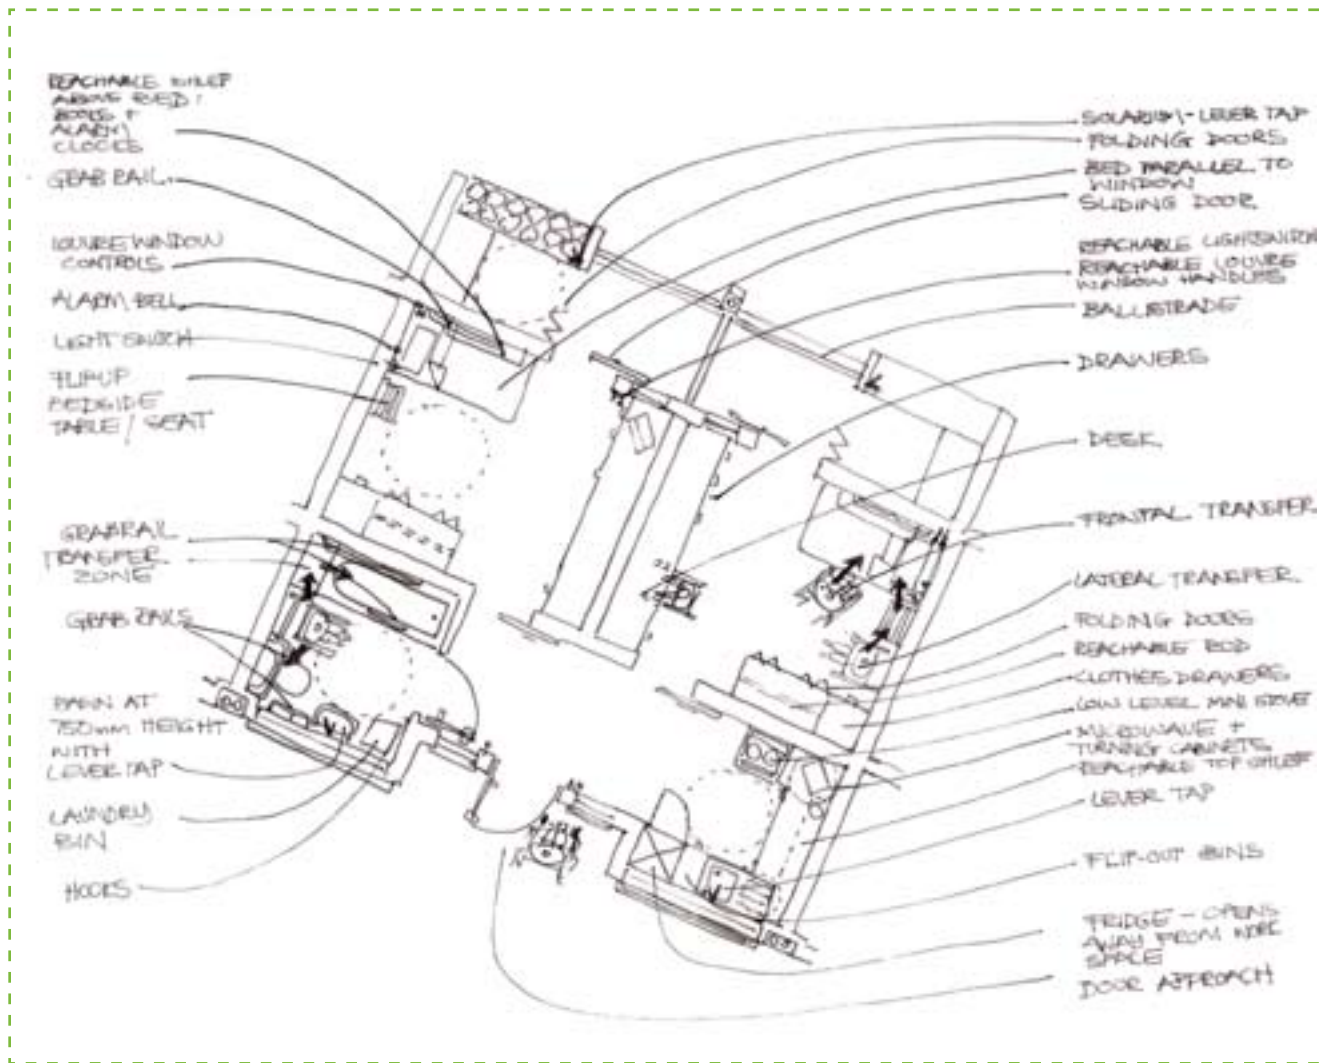 REACHABLE SHELF
ABOVE BED:
BOOKS +
ALARM
CLOCKS
GRAB RAIL
LOUVRE WINDOW
CONTROLS
ALARM BELL
LIGHT SWITCH
FLIP UP
BEDSIDE
TABLE / SEAT
GRABRAIL
TRANSFER
ZONE
GRAB RAILS
BASIN AT
750mm HEIGHT
WITH
LEVER TAP
LAUNDRY
BIN
HOOKS
SOLARIUM - LEVER TAP
FOLDING DOORS
BED PARALLEL TO
WINDOW
SLIDING DOOR
REACHABLE LIGHTSWITCH
REACHABLE LOUVRE
WINDOW HANDLES
BALLISTRADE
DRAWERS
DESK
FRONTAL TRANSFER
LATERAL TRANSFER
FOLDING DOORS
REACHABLE ROD
CLOTHES DRAWERS
LOW LEVEL MINI STOVE
MICROWAVE +
TURNING CABINETS
REACHABLE TOP SHELF
LEVER TAP
FLIP-OUT BINS
FRIDGE - OPENS
AWAY FROM WORK
SPACE
DOOR APPROACH